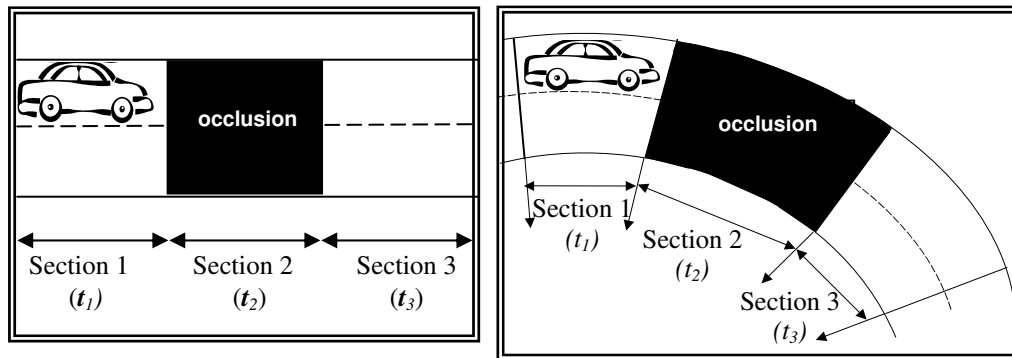 occlusion
Section 1 Section 2 Section 3
(t1) (t2) (t3)
occlusion
Section 1
(t1)
Section 2
(t2)
Section 3
(t3)